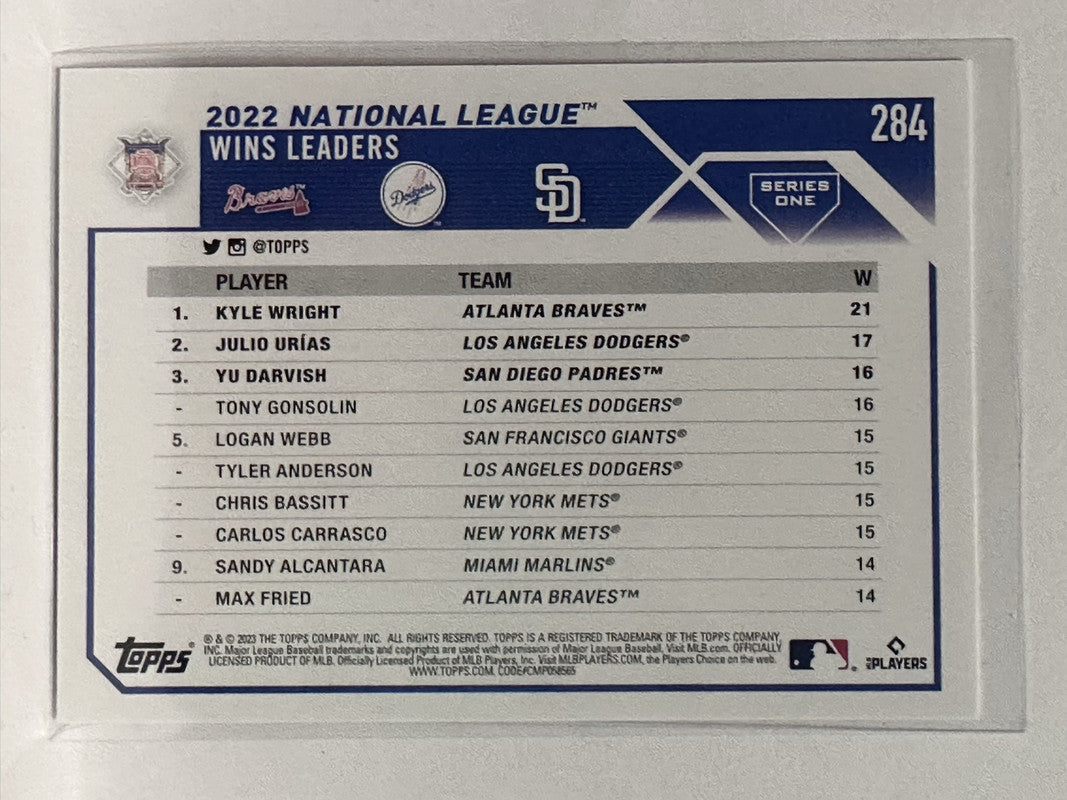 2022 NATIONAL LEAGUE™
284
WINS LEADERS
Braves™
Dodgers™
SD™
SERIES
ONE
@TOPPS
PLAYER TEAM W
1. KYLE WRIGHT ATLANTA BRAVES™ 21
2. JULIO URÍAS LOS ANGELES DODGERS® 17
3. YU DARVISH SAN DIEGO PADRES™ 16
- TONY GONSOLIN LOS ANGELES DODGERS® 16
5. LOGAN WEBB SAN FRANCISCO GIANTS® 15
- TYLER ANDERSON LOS ANGELES DODGERS® 15
- CHRIS BASSITT NEW YORK METS® 15
- CARLOS CARRASCO NEW YORK METS® 15
9. SANDY ALCANTARA MIAMI MARLINS® 14
- MAX FRIED ATLANTA BRAVES™ 14
Topps®
® & © 2023 THE TOPPS COMPANY, INC. ALL RIGHTS RESERVED. TOPPS IS A REGISTERED TRADEMARK OF THE TOPPS COMPANY,
INC. Major League Baseball trademarks and copyrights are used with permission of Major League Baseball. Visit MLB.com. OFFICIALLY
LICENSED PRODUCT OF MLB. Officially Licensed Product of MLB Players, Inc. Visit MLBPLAYERS.COM, the Players Choice on the web.
WWW.TOPPS.COM. CODE#CMP058565
PLAYERS